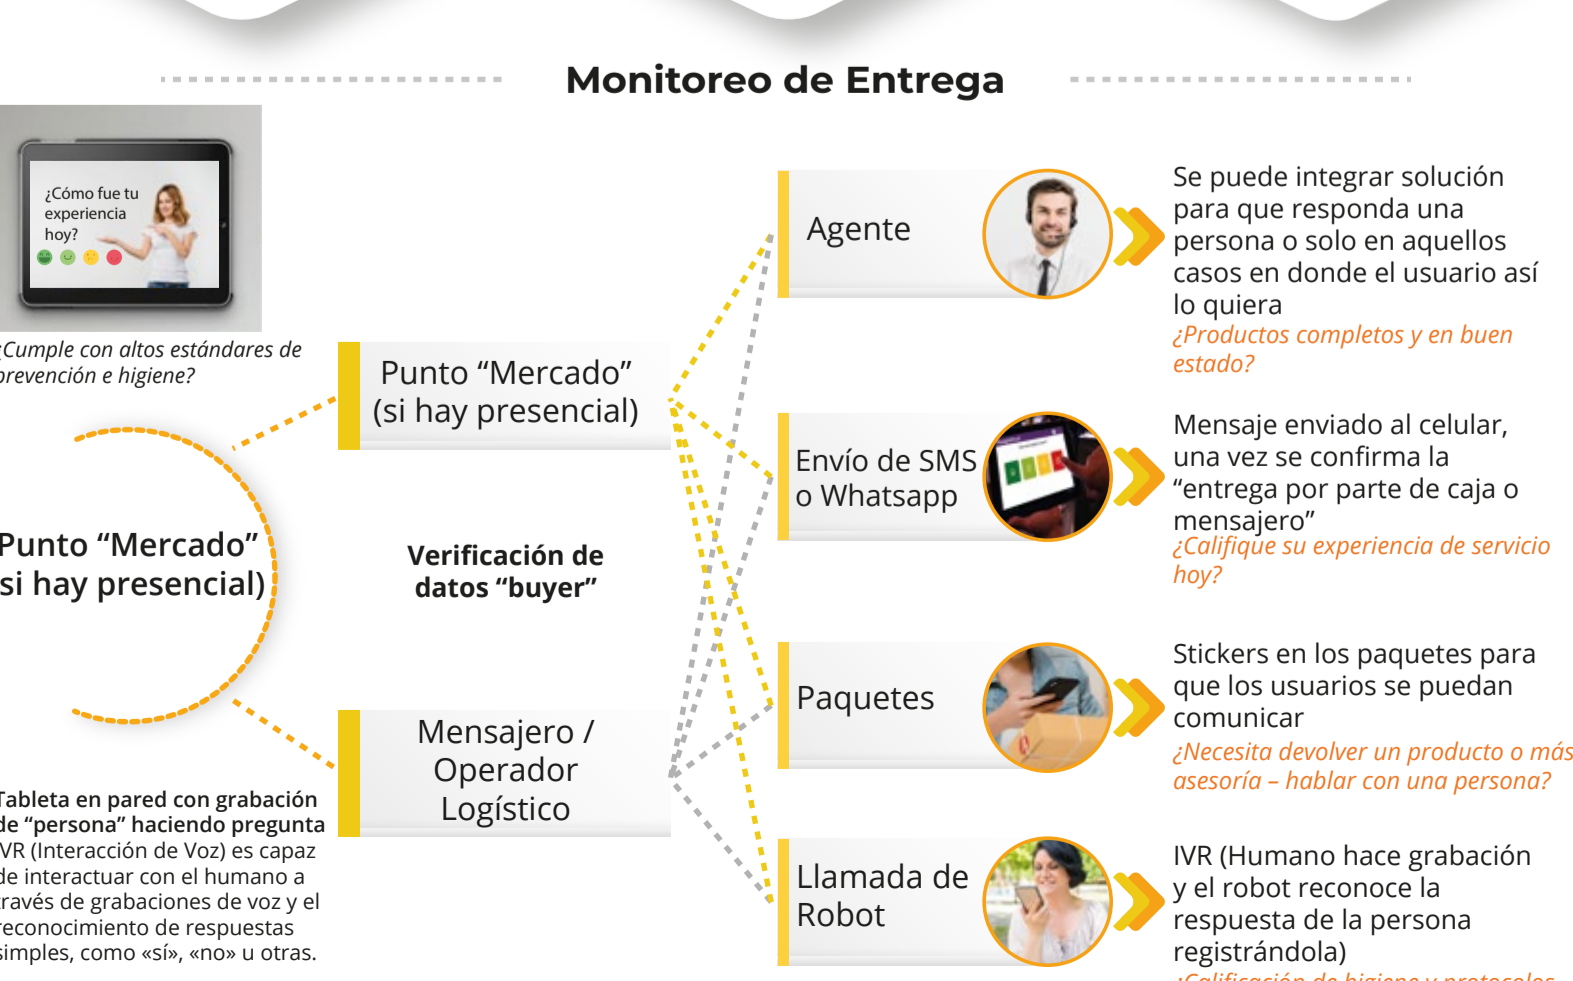 Monitoreo de Entrega
¿Cómo fue tu
experiencia
hoy?
¿Cumple con altos estándares de
prevención e higiene?
Punto “Mercado”
(si hay presencial)
Tableta en pared con grabación
de “persona” haciendo pregunta
IVR (Interacción de Voz) es capaz
de interactuar con el humano a
través de grabaciones de voz y el
reconocimiento de respuestas
simples, como «sí», «no» u otras.
Punto “Mercado”
(si hay presencial)
Verificación de
datos “buyer”
Mensajero /
Operador
Logístico
Agente
Se puede integrar solución
para que responda una
persona o solo en aquellos
casos en donde el usuario así
lo quiera
¿Productos completos y en buen
estado?
Envío de SMS
o Whatsapp
Mensaje enviado al celular,
una vez se confirma la
“entrega por parte de caja o
mensajero”
¿Califique su experiencia de servicio
hoy?
Paquetes
Stickers en los paquetes para
que los usuarios se puedan
comunicar
¿Necesita devolver un producto o más
asesoría – hablar con una persona?
Llamada de
Robot
IVR (Humano hace grabación
y el robot reconoce la
respuesta de la persona
registrándola)
¿Calificación de higiene y protocolos